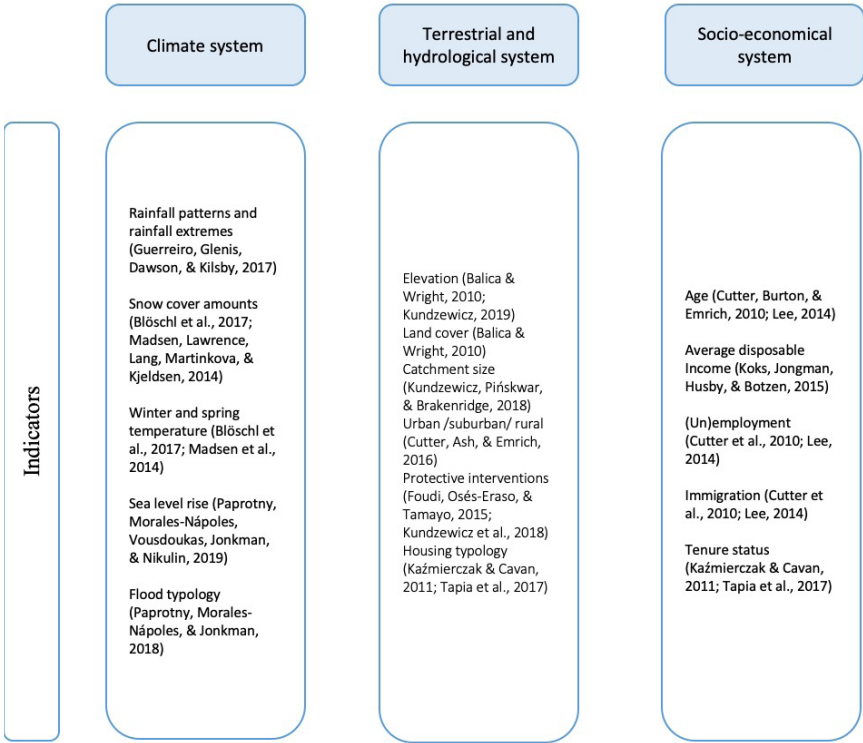 Climate system
Terrestrial and
hydrological system
Socio-economical
system
Indicators
Rainfall patterns and
rainfall extremes
(Guerreiro, Glenis,
Dawson, & Kilsby, 2017)
Snow cover amounts
(Blöschl et al., 2017;
Madsen, Lawrence,
Lang, Martinkova, &
Kjeldsen, 2014)
Winter and spring
temperature (Blöschl et
al., 2017; Madsen et al.,
2014)
Sea level rise (Paprotny,
Morales-Nápoles,
Vousdoukas, Jonkman,
& Nikulin, 2019)
Flood typology
(Paprotny, Morales-
Nápoles, & Jonkman,
2018)
Elevation (Balica &
Wright, 2010;
Kundzewicz, 2019)
Land cover (Balica &
Wright, 2010)
Catchment size
(Kundzewicz, Pińskwar,
& Brakenridge, 2018)
Urban /suburban/ rural
(Cutter, Ash, & Emrich,
2016)
Protective interventions
(Foudi, Osés-Eraso, &
Tamayo, 2015;
Kundzewicz et al., 2018)
Housing typology
(Kaźmierczak & Cavan,
2011; Tapia et al., 2017)
Age (Cutter, Burton, &
Emrich, 2010; Lee, 2014)
Average disposable
Income (Koks, Jongman,
Husby, & Botzen, 2015)
(Un)employment
(Cutter et al., 2010; Lee,
2014)
Immigration (Cutter et
al., 2010; Lee, 2014)
Tenure status
(Kaźmierczak & Cavan,
2011; Tapia et al., 2017)